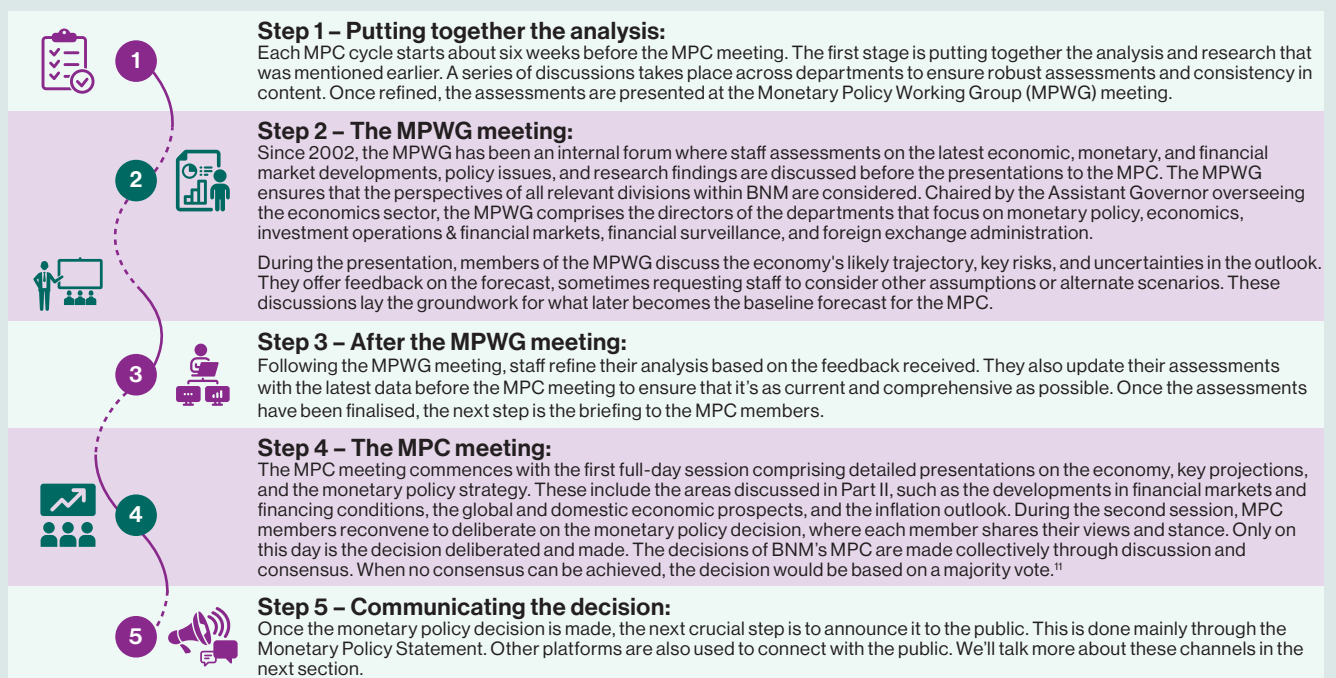 1
Step 1 – Putting together the analysis:
Each MPC cycle starts about six weeks before the MPC meeting. The first stage is putting together the analysis and research that
was mentioned earlier. A series of discussions takes place across departments to ensure robust assessments and consistency in
content. Once refined, the assessments are presented at the Monetary Policy Working Group (MPWG) meeting.
2
Step 2 – The MPWG meeting:
Since 2002, the MPWG has been an internal forum where staff assessments on the latest economic, monetary, and financial
market developments, policy issues, and research findings are discussed before the presentations to the MPC. The MPWG
ensures that the perspectives of all relevant divisions within BNM are considered. Chaired by the Assistant Governor overseeing
the economics sector, the MPWG comprises the directors of the departments that focus on monetary policy, economics,
investment operations & financial markets, financial surveillance, and foreign exchange administration.
During the presentation, members of the MPWG discuss the economy's likely trajectory, key risks, and uncertainties in the outlook.
They offer feedback on the forecast, sometimes requesting staff to consider other assumptions or alternate scenarios. These
discussions lay the groundwork for what later becomes the baseline forecast for the MPC.
3
Step 3 – After the MPWG meeting:
Following the MPWG meeting, staff refine their analysis based on the feedback received. They also update their assessments
with the latest data before the MPC meeting to ensure that it's as current and comprehensive as possible. Once the assessments
have been finalised, the next step is the briefing to the MPC members.
4
Step 4 – The MPC meeting:
The MPC meeting commences with the first full-day session comprising detailed presentations on the economy, key projections,
and the monetary policy strategy. These include the areas discussed in Part II, such as the developments in financial markets and
financing conditions, the global and domestic economic prospects, and the inflation outlook. During the second session, MPC
members reconvene to deliberate on the monetary policy decision, where each member shares their views and stance. Only on
this day is the decision deliberated and made. The decisions of BNM's MPC are made collectively through discussion and
consensus. When no consensus can be achieved, the decision would be based on a majority vote.¹¹
5
Step 5 – Communicating the decision:
Once the monetary policy decision is made, the next crucial step is to announce it to the public. This is done mainly through the
Monetary Policy Statement. Other platforms are also used to connect with the public. We'll talk more about these channels in the
next section.